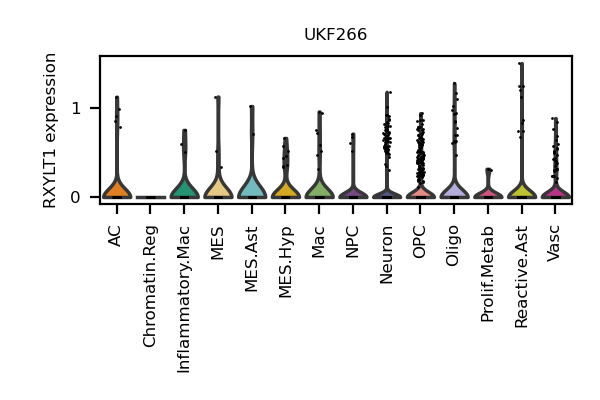 UKF266
RXYLT1 expression
1
0
AC
Chromatin.Reg
Inflammatory.Mac
MES
MES.Ast
MES.Hyp
Mac
NPC
Neuron
OPC
Oligo
Prolif.Metab
Reactive.Ast
Vasc